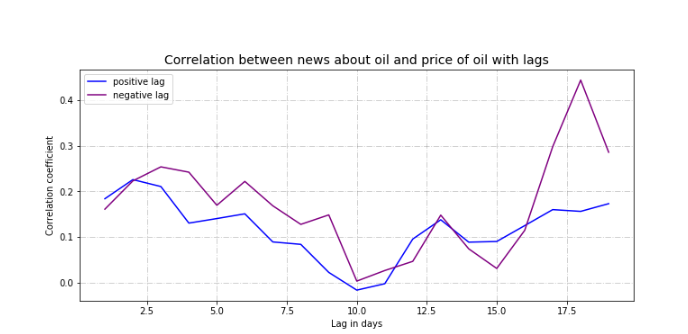 Correlation between news about oil and price of oil with lags
positive lag
negative lag
Correlation coefficient
0.4
0.3
0.2
0.1
0.0
2.5 5.0 7.5 10.0 12.5 15.0 17.5
Lag in days